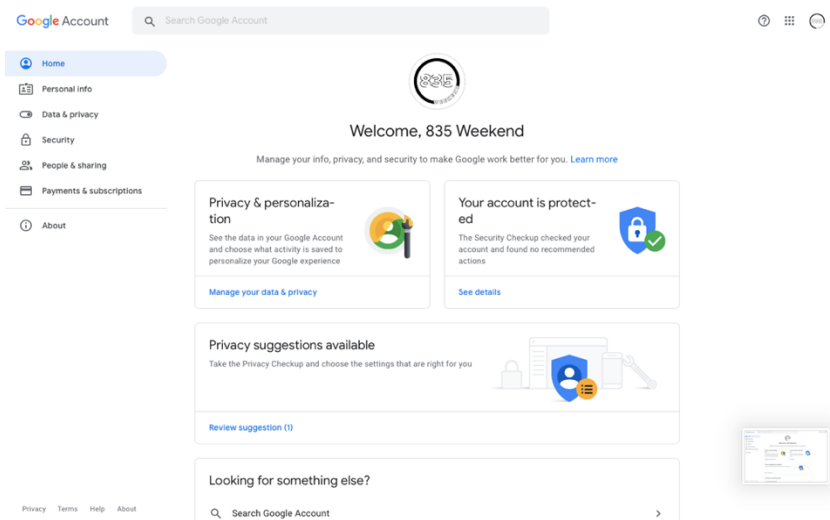 Google Account
Search Google Account
Home
Personal info
Data & privacy
Security
People & sharing
Payments & subscriptions
About
835
WEEKEND
Welcome, 835 Weekend
Manage your info, privacy, and security to make Google work better for you. Learn more
Privacy & personaliza-
tion
See the data in your Google Account
and choose what activity is saved to
personalize your Google experience
Manage your data & privacy
Your account is protect-
ed
The Security Checkup checked your
account and found no recommended
actions
See details
Privacy suggestions available
Take the Privacy Checkup and choose the settings that are right for you
Review suggestion (1)
Looking for something else?
Search Google Account
Privacy Terms Help About